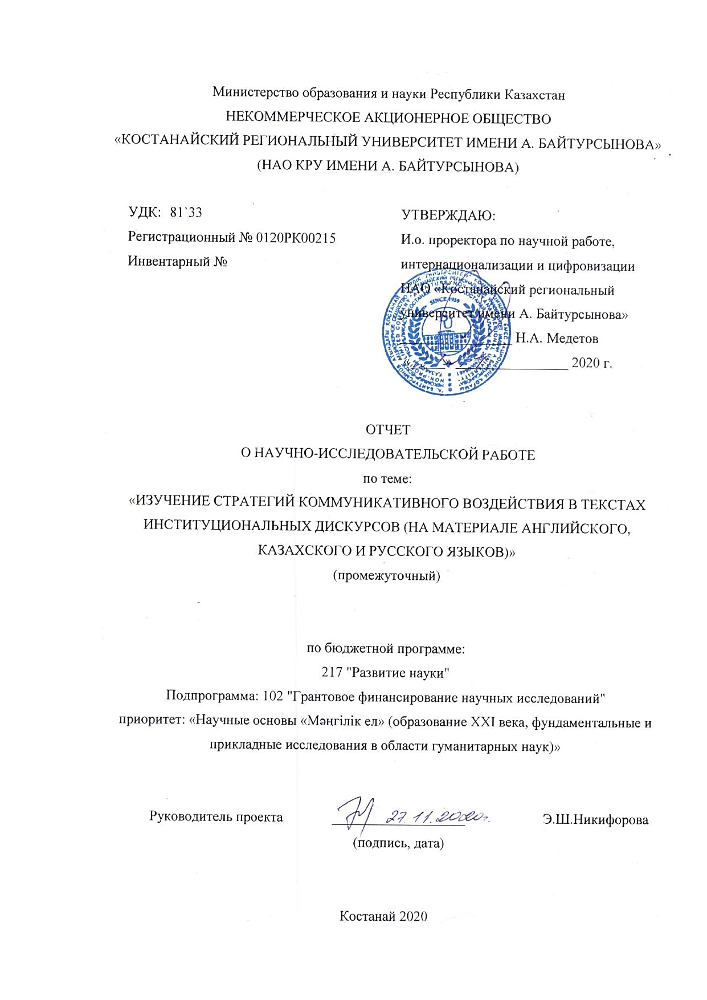 Министерство образования и науки Республики Казахстан
НЕКОММЕРЧЕСКОЕ АКЦИОНЕРНОЕ ОБЩЕСТВО
«КОСТАНАЙСКИЙ РЕГИОНАЛЬНЫЙ УНИВЕРСИТЕТ ИМЕНИ А. БАЙТУРСЫНОВА»
(НАО КРУ ИМЕНИ А. БАЙТУРСЫНОВА)
УДК: 81`33
Регистрационный № 0120РК00215
Инвентарный №
УТВЕРЖДАЮ:
И.о. проректора по научной работе,
интернационализации и цифровизации
НАО «Костанайский региональный
университет имени А. Байтурсынова»
Н.А. Медетов
2020 г.
SINCE 1939
ОТЧЕТ
О НАУЧНО-ИССЛЕДОВАТЕЛЬСКОЙ РАБОТЕ
по теме:
«ИЗУЧЕНИЕ СТРАТЕГИЙ КОММУНИКАТИВНОГО ВОЗДЕЙСТВИЯ В ТЕКСТАХ
ИНСТИТУЦИОНАЛЬНЫХ ДИСКУРСОВ (НА МАТЕРИАЛЕ АНГЛИЙСКОГО,
КАЗАХСКОГО И РУССКОГО ЯЗЫКОВ)»
(промежуточный)
по бюджетной программе:
217 "Развитие науки"
Подпрограмма: 102 "Грантовое финансирование научных исследований"
приоритет: «Научные основы «Мәңгілік ел» (образование XXI века, фундаментальные и
прикладные исследования в области гуманитарных наук)»
Руководитель проекта 27.11.2020г. Э.Ш.Никифорова
(подпись, дата)
Костанай 2020